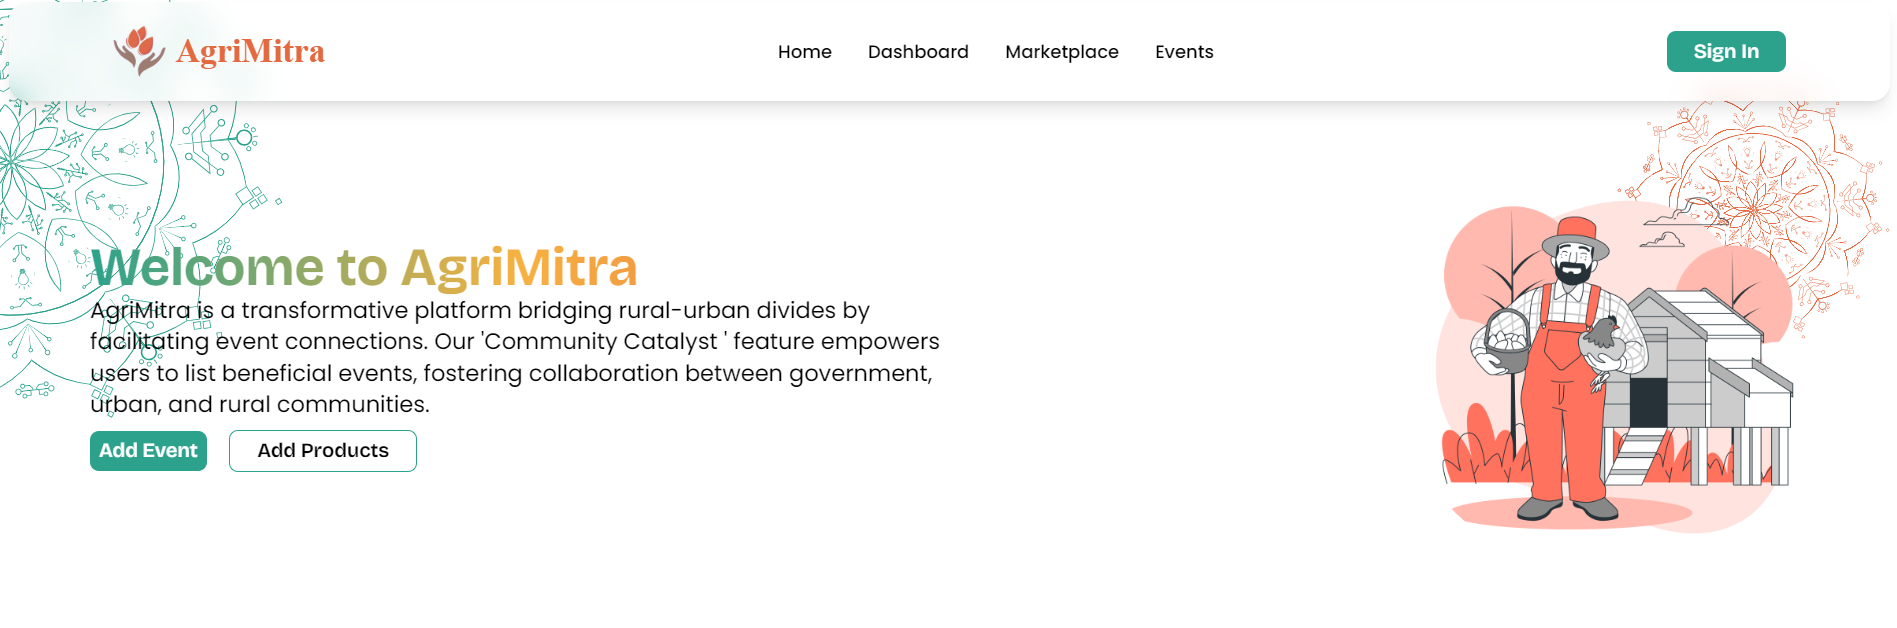 AgriMitra
Home Dashboard Marketplace Events
Sign In
Welcome to AgriMitra
AgriMitra is a transformative platform bridging rural-urban divides by
facilitating event connections. Our 'Community Catalyst ' feature empowers
users to list beneficial events, fostering collaboration between government,
urban, and rural communities.
Add Event Add Products